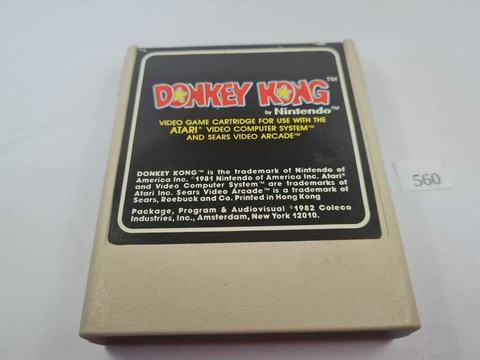 DONKEY KONG™
by Nintendo™
VIDEO GAME CARTRIDGE FOR USE WITH THE
ATARI® VIDEO COMPUTER SYSTEM™
AND SEARS VIDEO ARCADE™
DONKEY KONG™ is the trademark of Nintendo of
America Inc. ©1981 Nintendo of America Inc. Atari®
and Video Computer System™ are trademarks of
Atari Inc. Sears Video Arcade™ is a trademark of
Sears, Roebuck and Co. Printed in Hong Kong
Package, Program & Audiovisual ©1982 Coleco
Industries, Inc., Amsterdam, New York 12010.
560